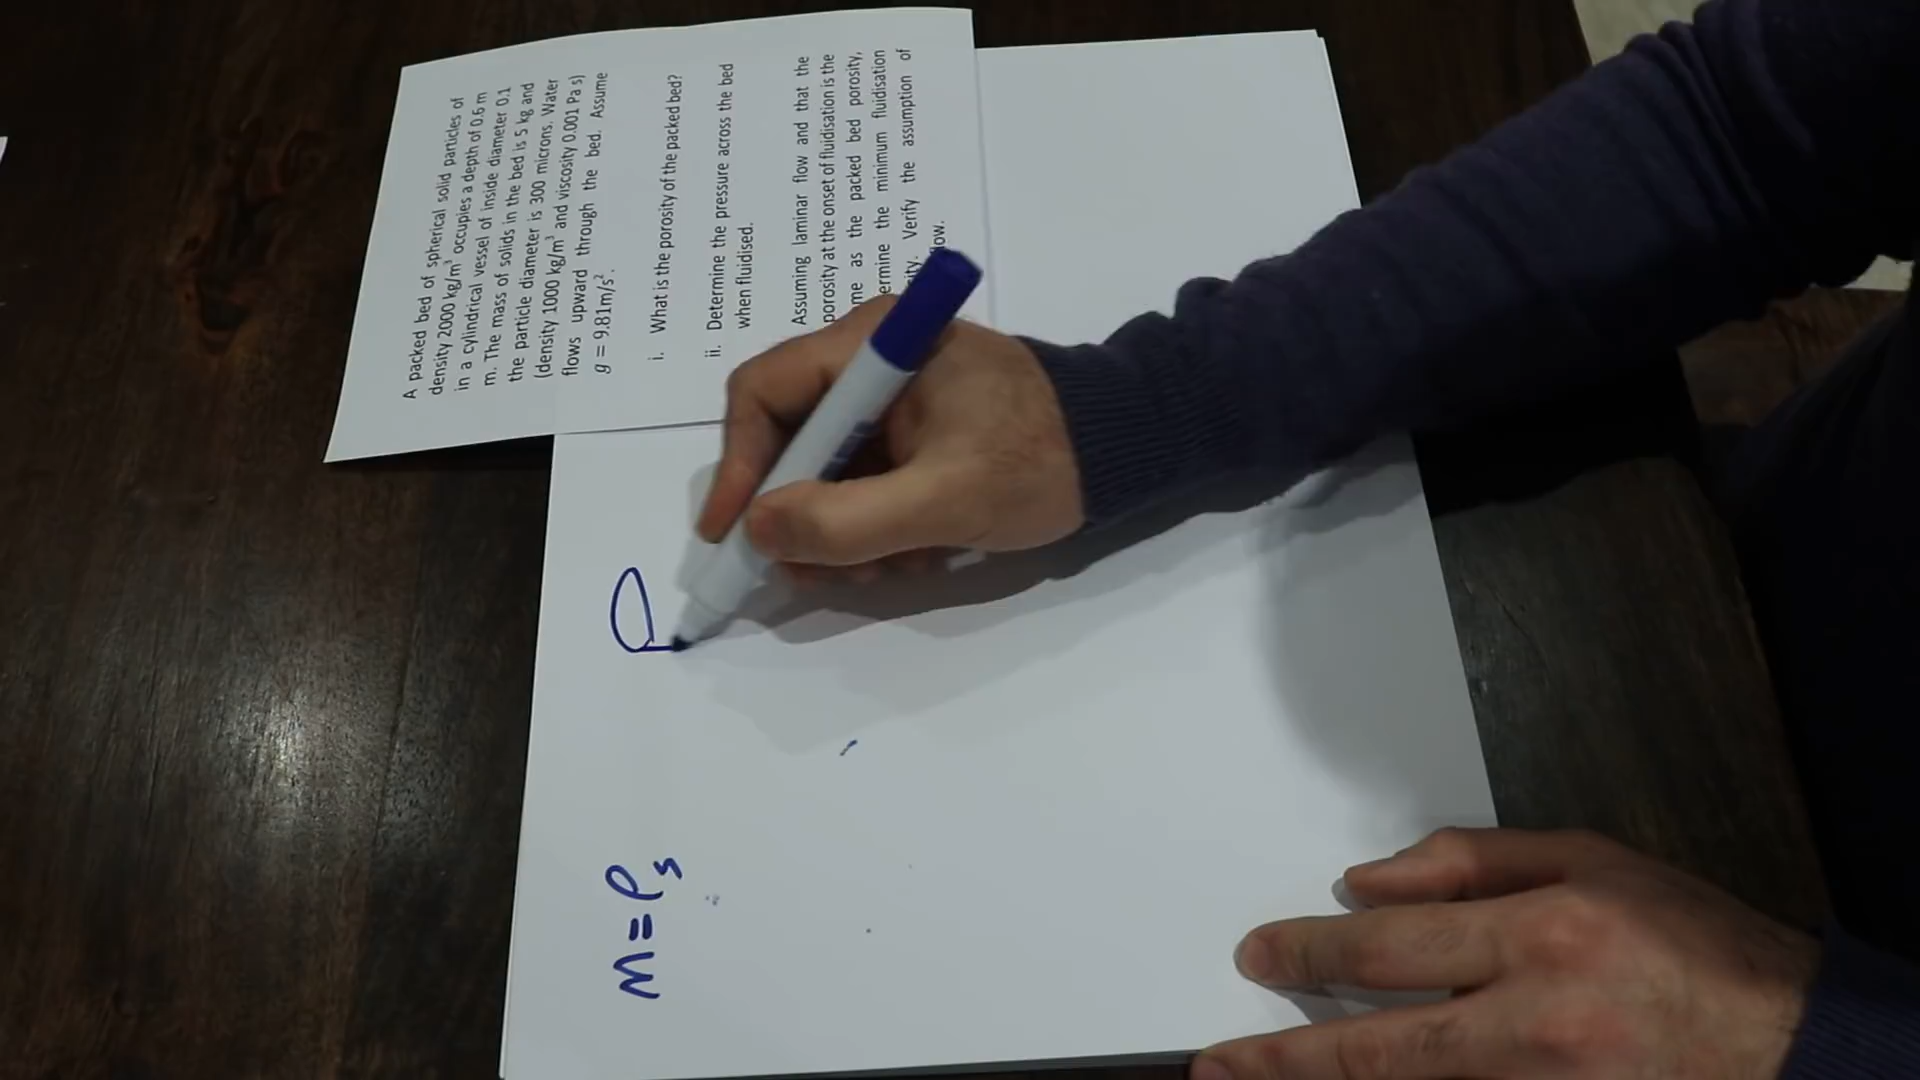 A packed bed of spherical solid particles of
density 2000 kg/m³ occupies a depth of 0.6 m
in a cylindrical vessel of inside diameter 0.1
m. The mass of solids in the bed is 5 kg and
the particle diameter is 300 microns. Water
(density 1000 kg/m³ and viscosity 0.001 Pa s)
flows upward through the bed. Assume
g = 9.81m/s².
i. What is the porosity of the packed bed?
ii. Determine the pressure across the bed
when fluidised.
Assuming laminar flow and that the
porosity at the onset of fluidisation is the
me as the packed bed porosity,
ermine the minimum fluidisation
ity. Verify the assumption of
ow.
M = ρs